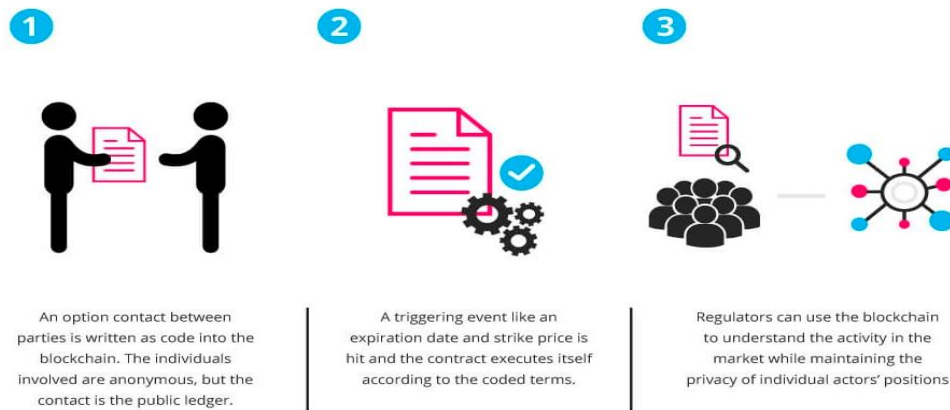 1
2
3
An option contact between
parties is written as code into the
blockchain. The individuals
involved are anonymous, but the
contact is the public ledger.
A triggering event like an
expiration date and strike price is
hit and the contract executes itself
according to the coded terms.
Regulators can use the blockchain
to understand the activity in the
market while maintaining the
privacy of individual actors' positions